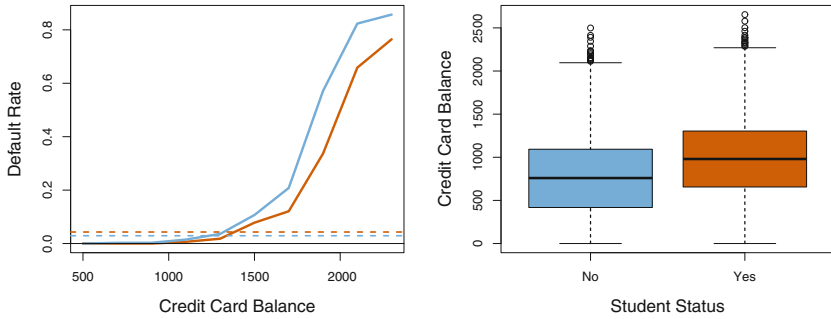 Default Rate
0.8
0.6
0.4
0.2
0.0
500 1000 1500 2000
Credit Card Balance
Credit Card Balance
2500
2000
1500
1000
500
0
No Yes
Student Status